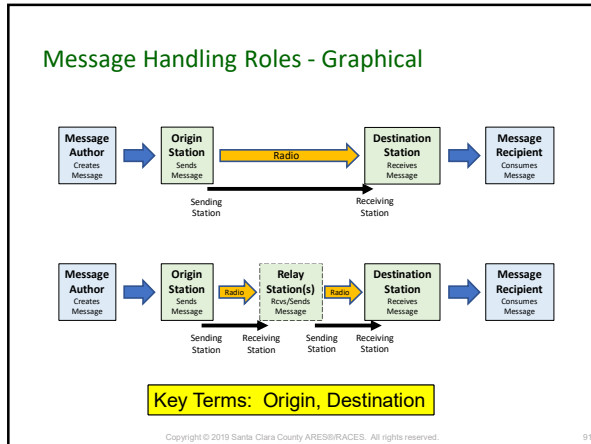 Message Handling Roles - Graphical
Message
Author
Creates
Message
Origin
Station
Sends
Message
Radio
Destination
Station
Receives
Message
Message
Recipient
Consumes
Message
Sending
Station
Receiving
Station
Message
Author
Creates
Message
Origin
Station
Sends
Message
Radio
Relay
Station(s)
Rcvs/Sends
Message
Radio
Destination
Station
Receives
Message
Message
Recipient
Consumes
Message
Sending
Station
Receiving
Station
Sending
Station
Receiving
Station
Key Terms: Origin, Destination
Copyright © 2019 Santa Clara County ARES®/RACES. All rights reserved.
91